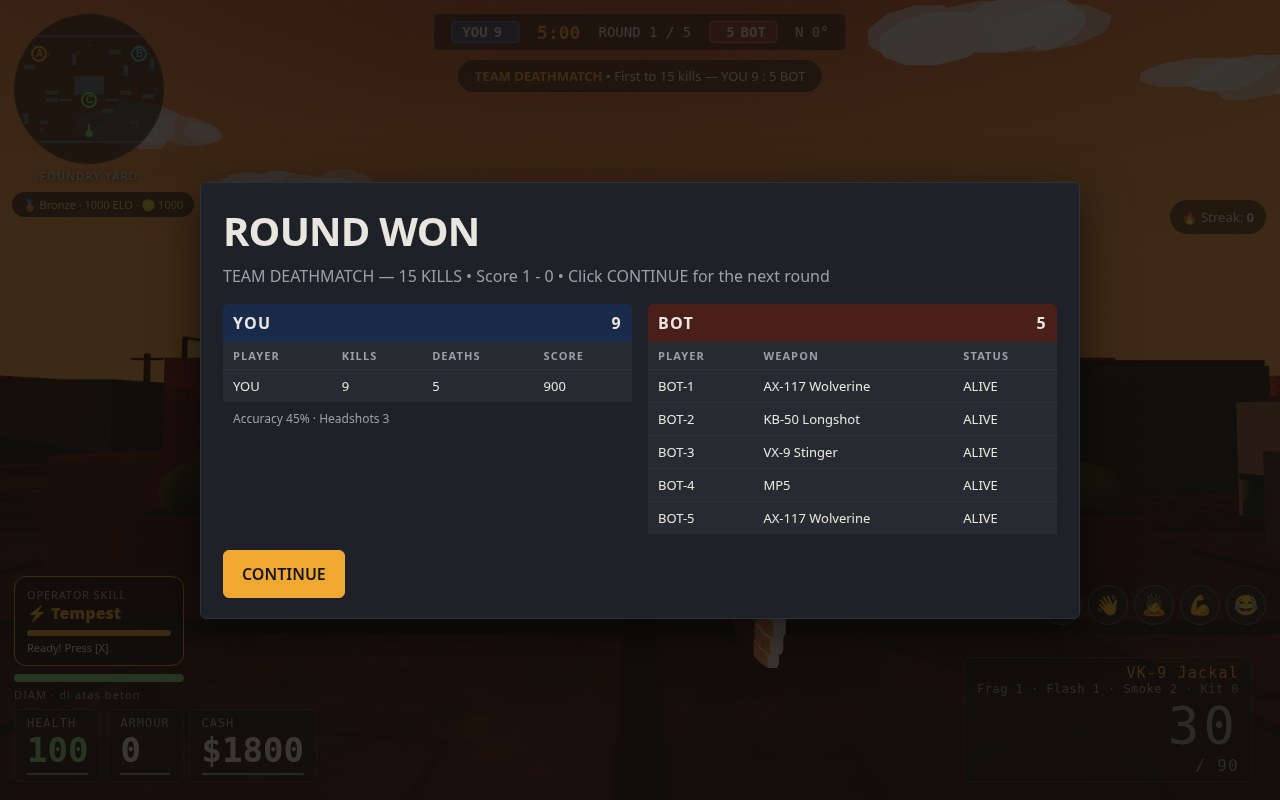 YOU 9 5:00 ROUND 1 / 5 5 BOT N 0°
TEAM DEATHMATCH • First to 15 kills — YOU 9 : 5 BOT
A
B
C
FOUNDRY YARD
Bronze · 1000 ELO · 1000
Streak: 0
ROUND WON
TEAM DEATHMATCH — 15 KILLS • Score 1 - 0 • Click CONTINUE for the next round
YOU 9
PLAYER KILLS DEATHS SCORE
YOU 9 5 900
Accuracy 45% · Headshots 3
BOT 5
PLAYER WEAPON STATUS
BOT-1 AX-117 Wolverine ALIVE
BOT-2 KB-50 Longshot ALIVE
BOT-3 VX-9 Stinger ALIVE
BOT-4 MP5 ALIVE
BOT-5 AX-117 Wolverine ALIVE
CONTINUE
OPERATOR SKILL
Tempest
Ready! Press [X]
DIAM · di atas beton
HEALTH
100
ARMOUR
0
CASH
$1800
VK-9 Jackal
Frag 1 · Flash 1 · Smoke 2 · Kit 0
30
/ 90